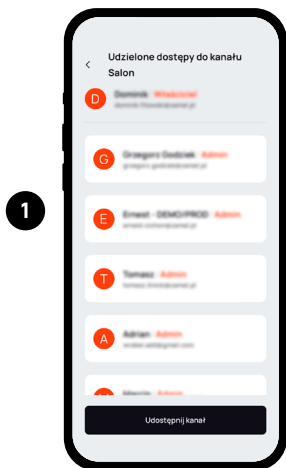 Udzielone dostępy do kanału
Salon
D
Dominik Właściciel
G
Grzegorz Godziek Admin
E
Ernest - DEMO/PROD Admin
1
T
Tomasz Admin
A
Adrian Admin
Marcin Admin
Udostępnij kanał